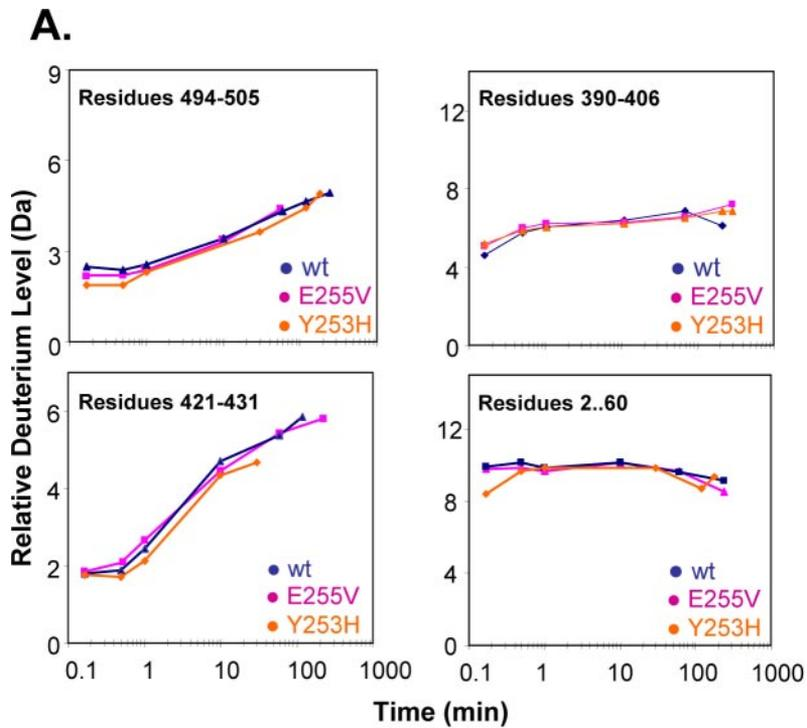 A.
Relative Deuterium Level (Da)
9
6
3
0
Residues 494-505
wt
E255V
Y253H
12
8
4
0
Residues 390-406
wt
E255V
Y253H
6
4
2
0
Residues 421-431
wt
E255V
Y253H
0.1
1
10
100
1000
12
8
4
0
Residues 2..60
wt
E255V
Y253H
0.1
1
10
100
1000
Time (min)